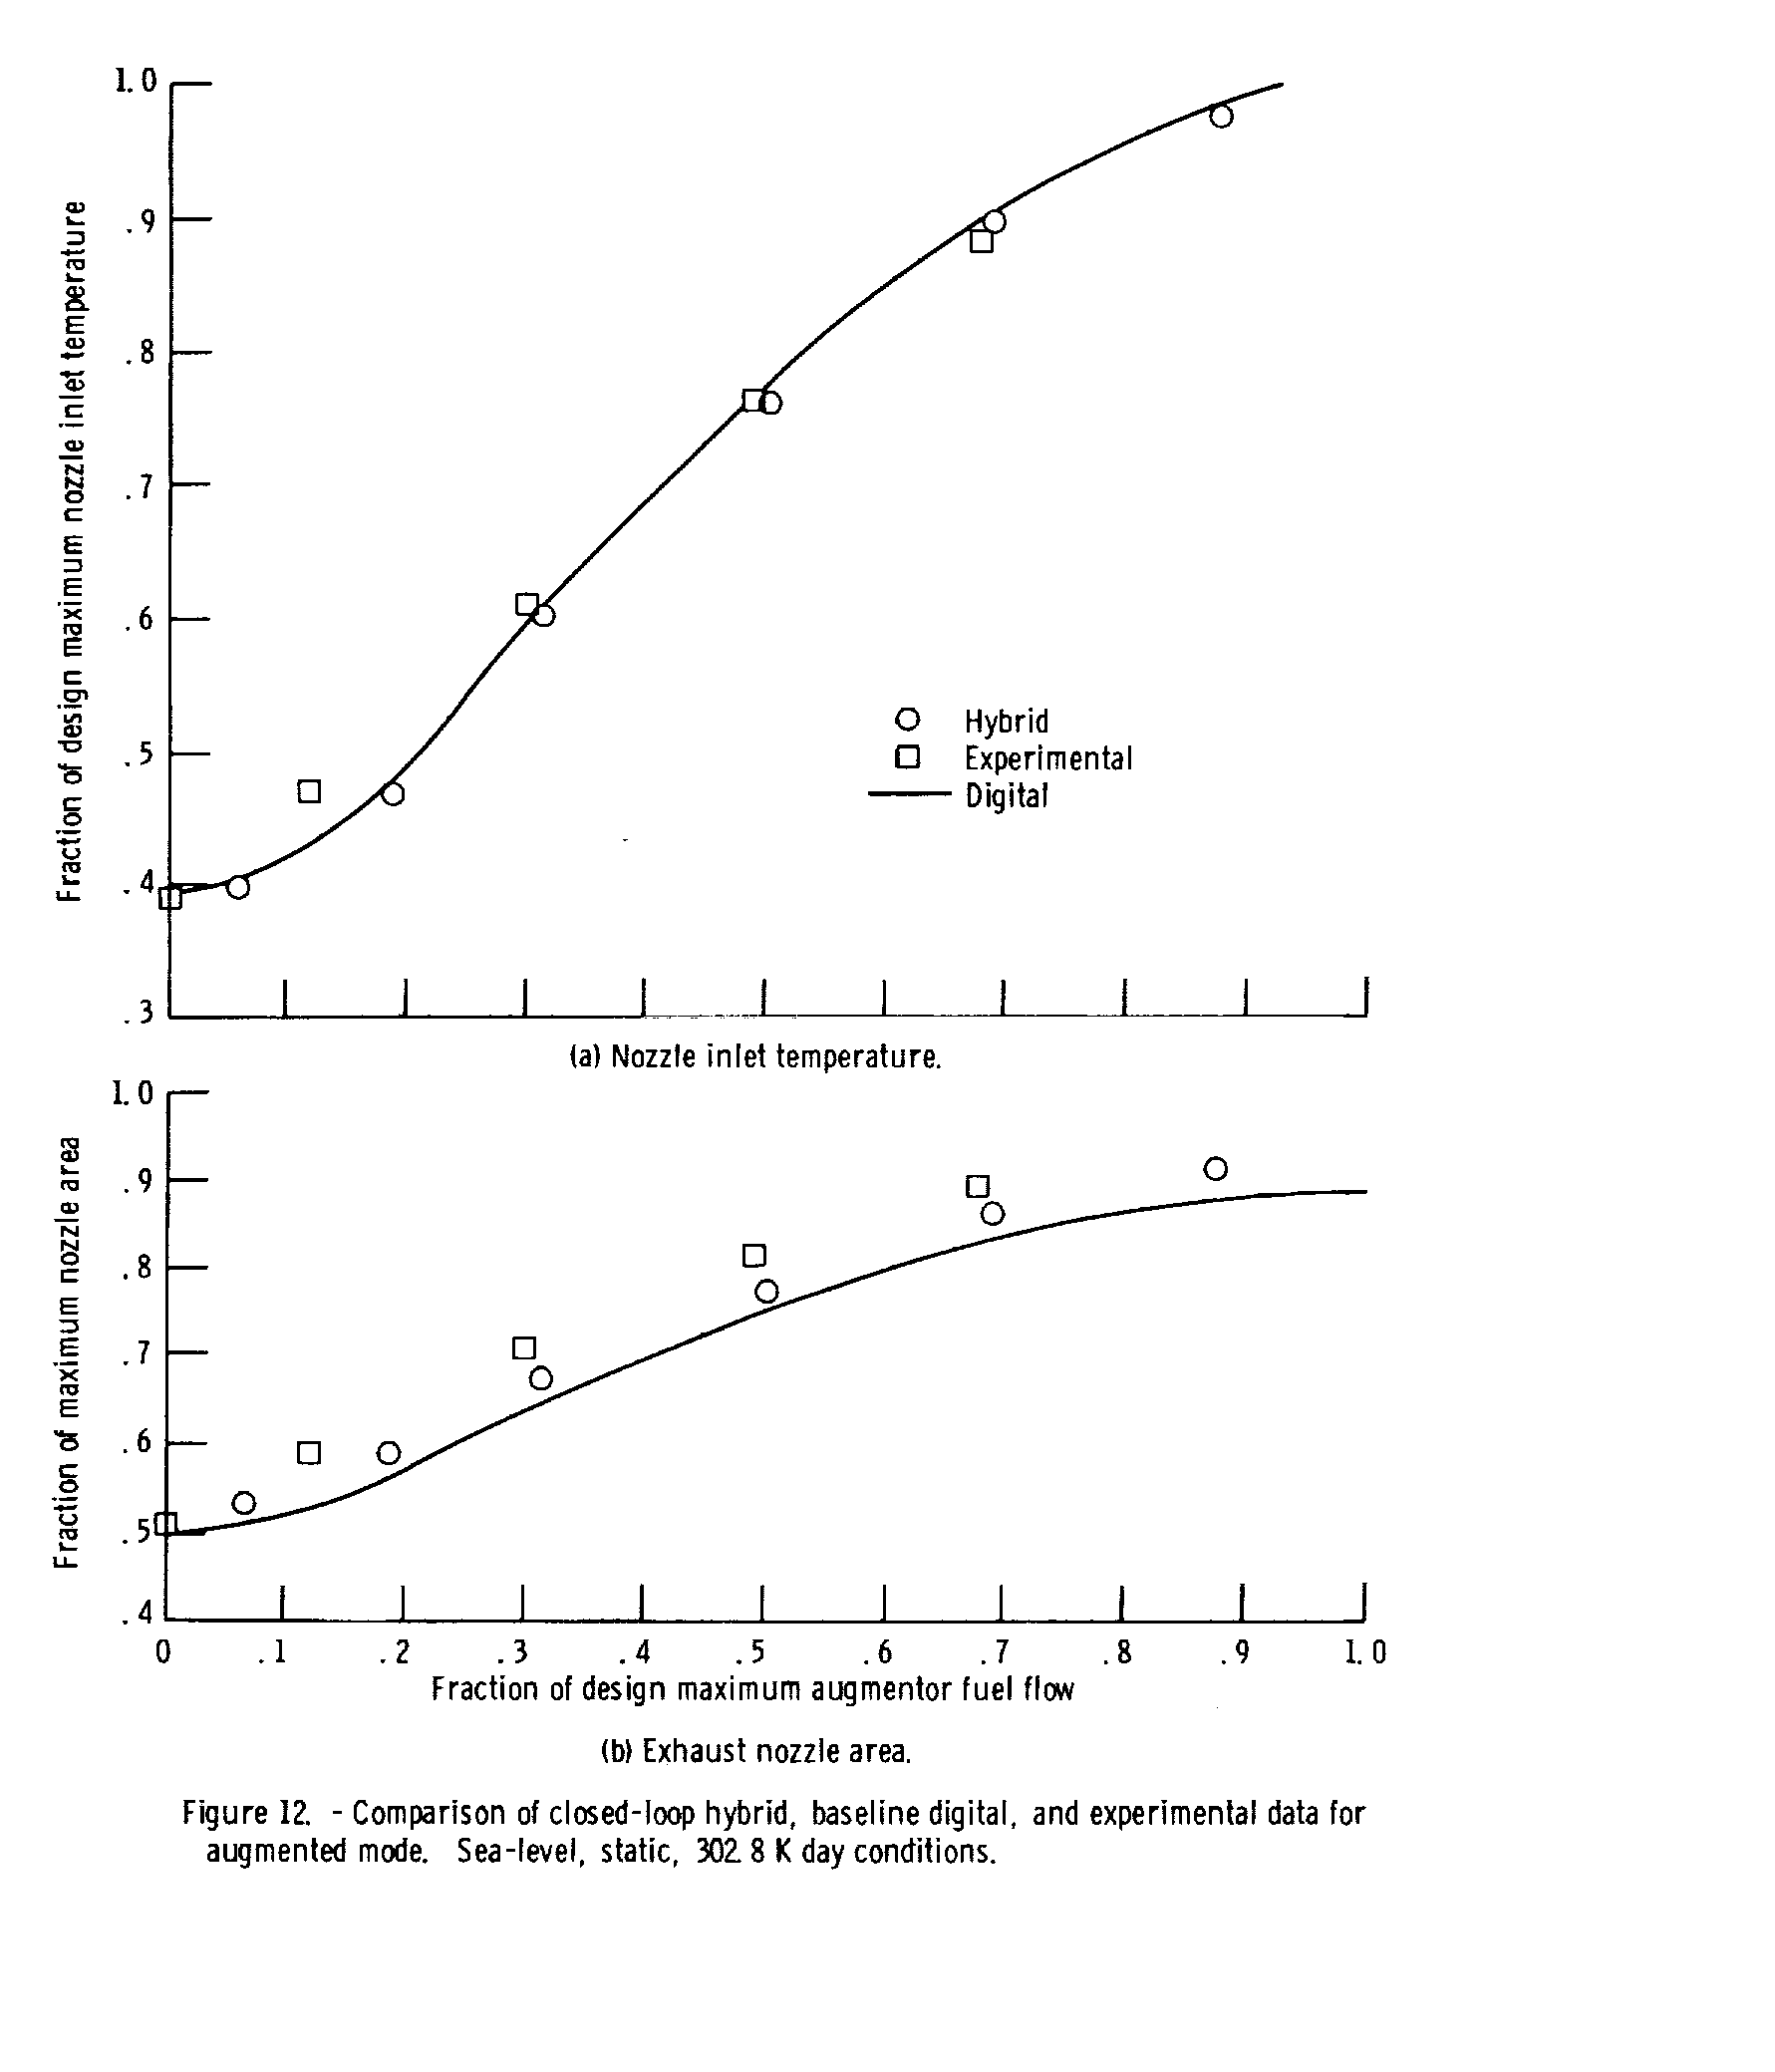 1.0
.9
.8
.7
.6
.5
.4
.3
Fraction of design maximum nozzle inlet temperature
Hybrid
Experimental
Digital
(a) Nozzle inlet temperature.
1.0
.9
.8
.7
.6
.5
.4
Fraction of maximum nozzle area
0 .1 .2 .3 .4 .5 .6 .7 .8 .9 1.0
Fraction of design maximum augmentor fuel flow
(b) Exhaust nozzle area.
Figure 12. - Comparison of closed-loop hybrid, baseline digital, and experimental data for
augmented mode. Sea-level, static, 302.8 K day conditions.